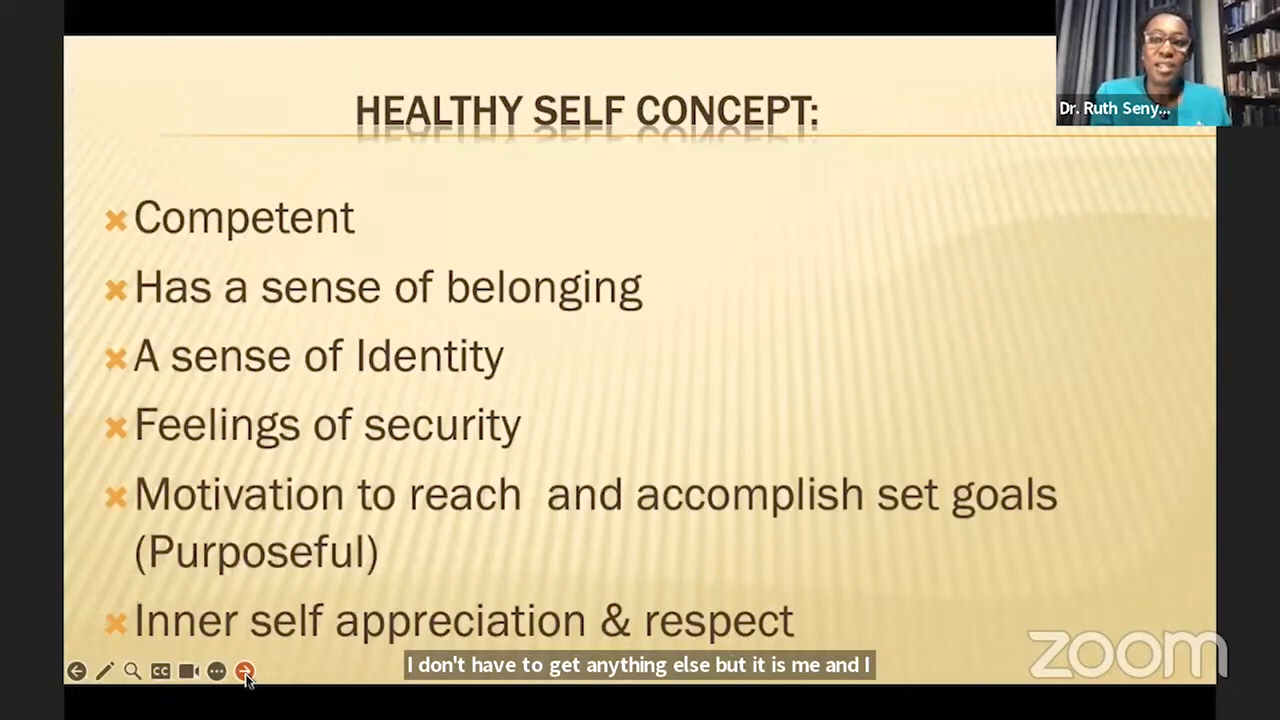 HEALTHY SELF CONCEPT:
Dr. Ruth Seny...
Competent
Has a sense of belonging
A sense of Identity
Feelings of security
Motivation to reach  and accomplish set goals
(Purposeful)
Inner self appreciation & respect
CC
I don't have to get anything else but it is me and I
zoom